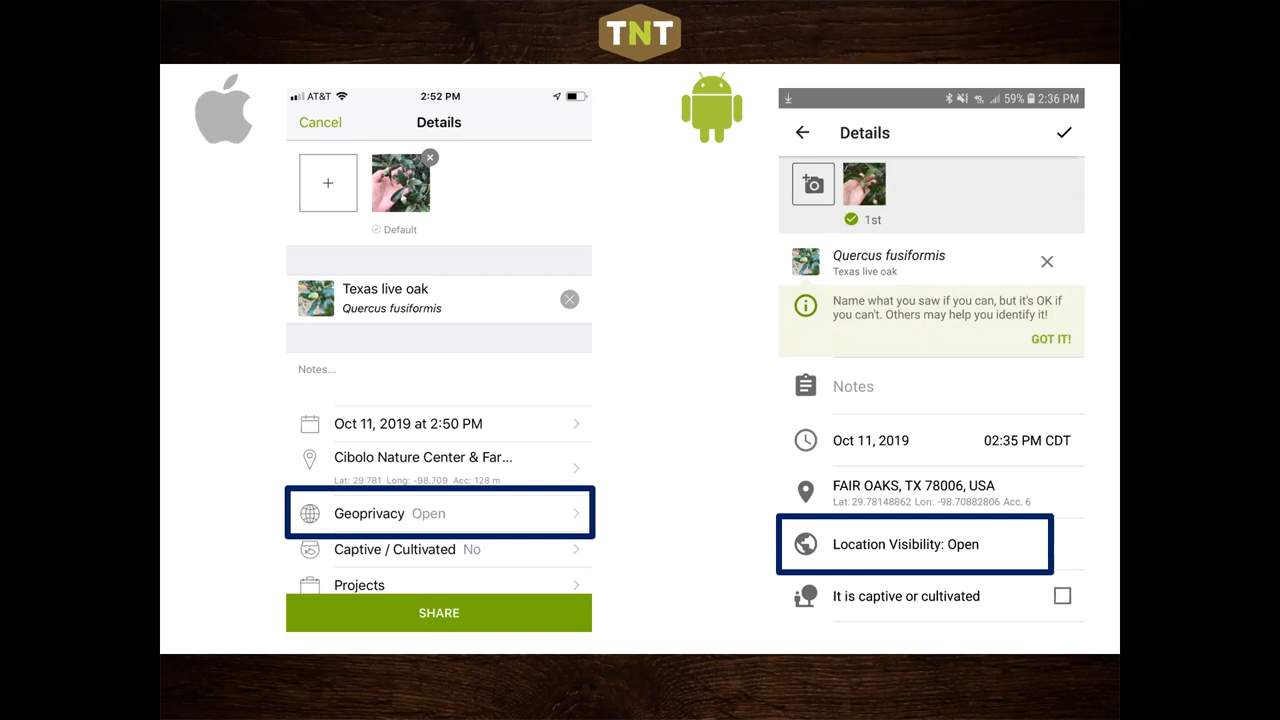 TNT
AT&T 2:52 PM
Cancel Details
Default
Texas live oak
Quercus fusiformis
Notes...
Oct 11, 2019 at 2:50 PM
Cibolo Nature Center & Far...
Lat: 29.781 Long: -98.709 Acc: 128 m
Geoprivacy Open
Captive / Cultivated No
Projects
SHARE
59% 2:36 PM
Details
1st
Quercus fusiformis
Texas live oak
Name what you saw if you can, but it's OK if
you can't. Others may help you identify it!
GOT IT!
Notes
Oct 11, 2019 02:35 PM CDT
FAIR OAKS, TX 78006, USA
Lat: 29.78148862 Lon: -98.70882806 Acc. 6
Location Visibility: Open
It is captive or cultivated